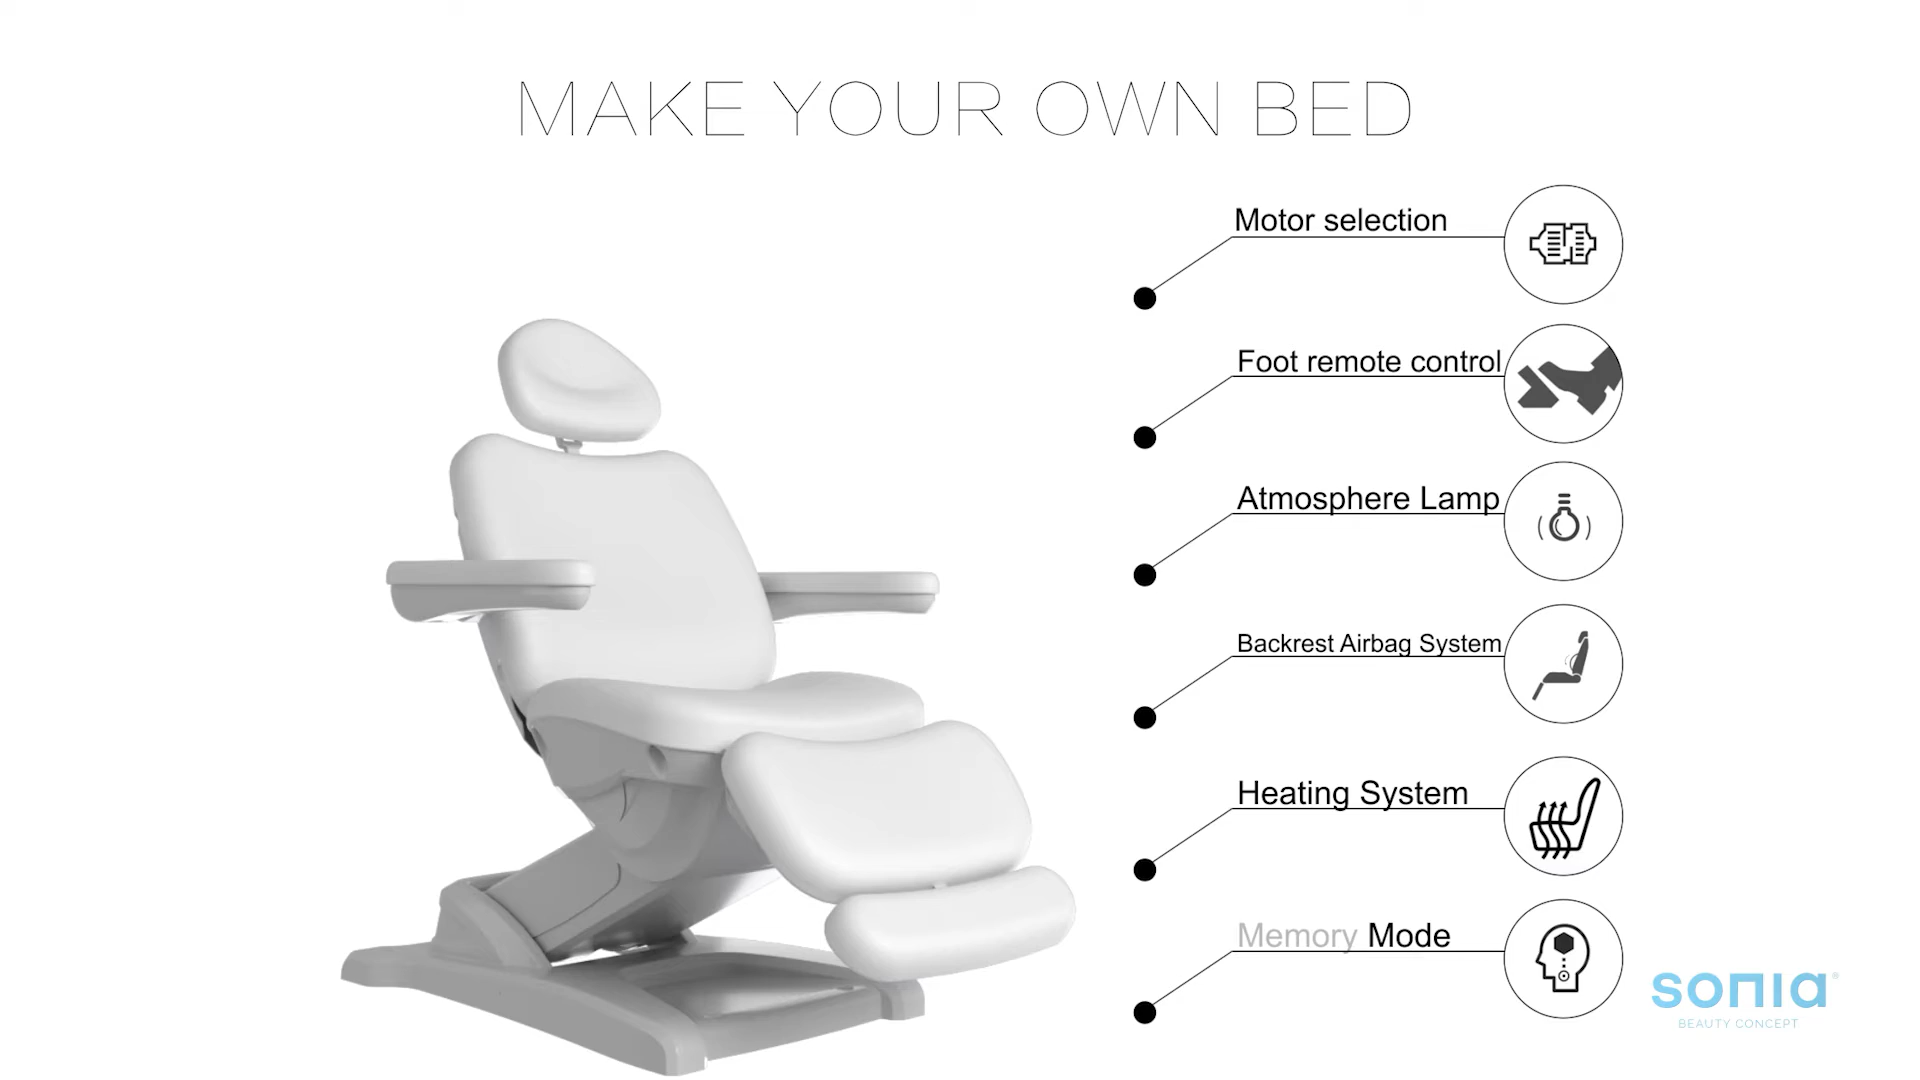 MAKE YOUR OWN BED
Motor selection
Foot remote control
Atmosphere Lamp
Backrest Airbag System
Heating System
Memory Mode
sonia®
BEAUTY CONCEPT